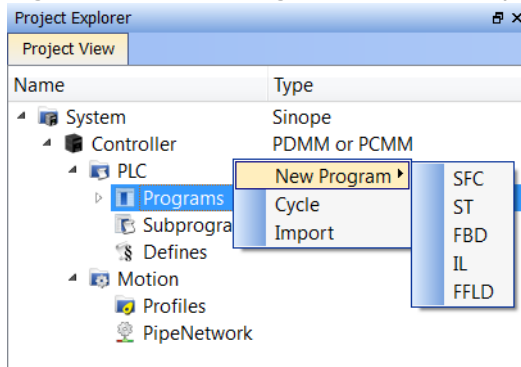 Project Explorer
Project View
Name Type
System Sinope
Controller PDMM or PCMM
PLC
Programs
New Program
SFC
ST
FBD
IL
FFLD
Cycle
Import
Subprogra
Defines
Motion
Profiles
PipeNetwork